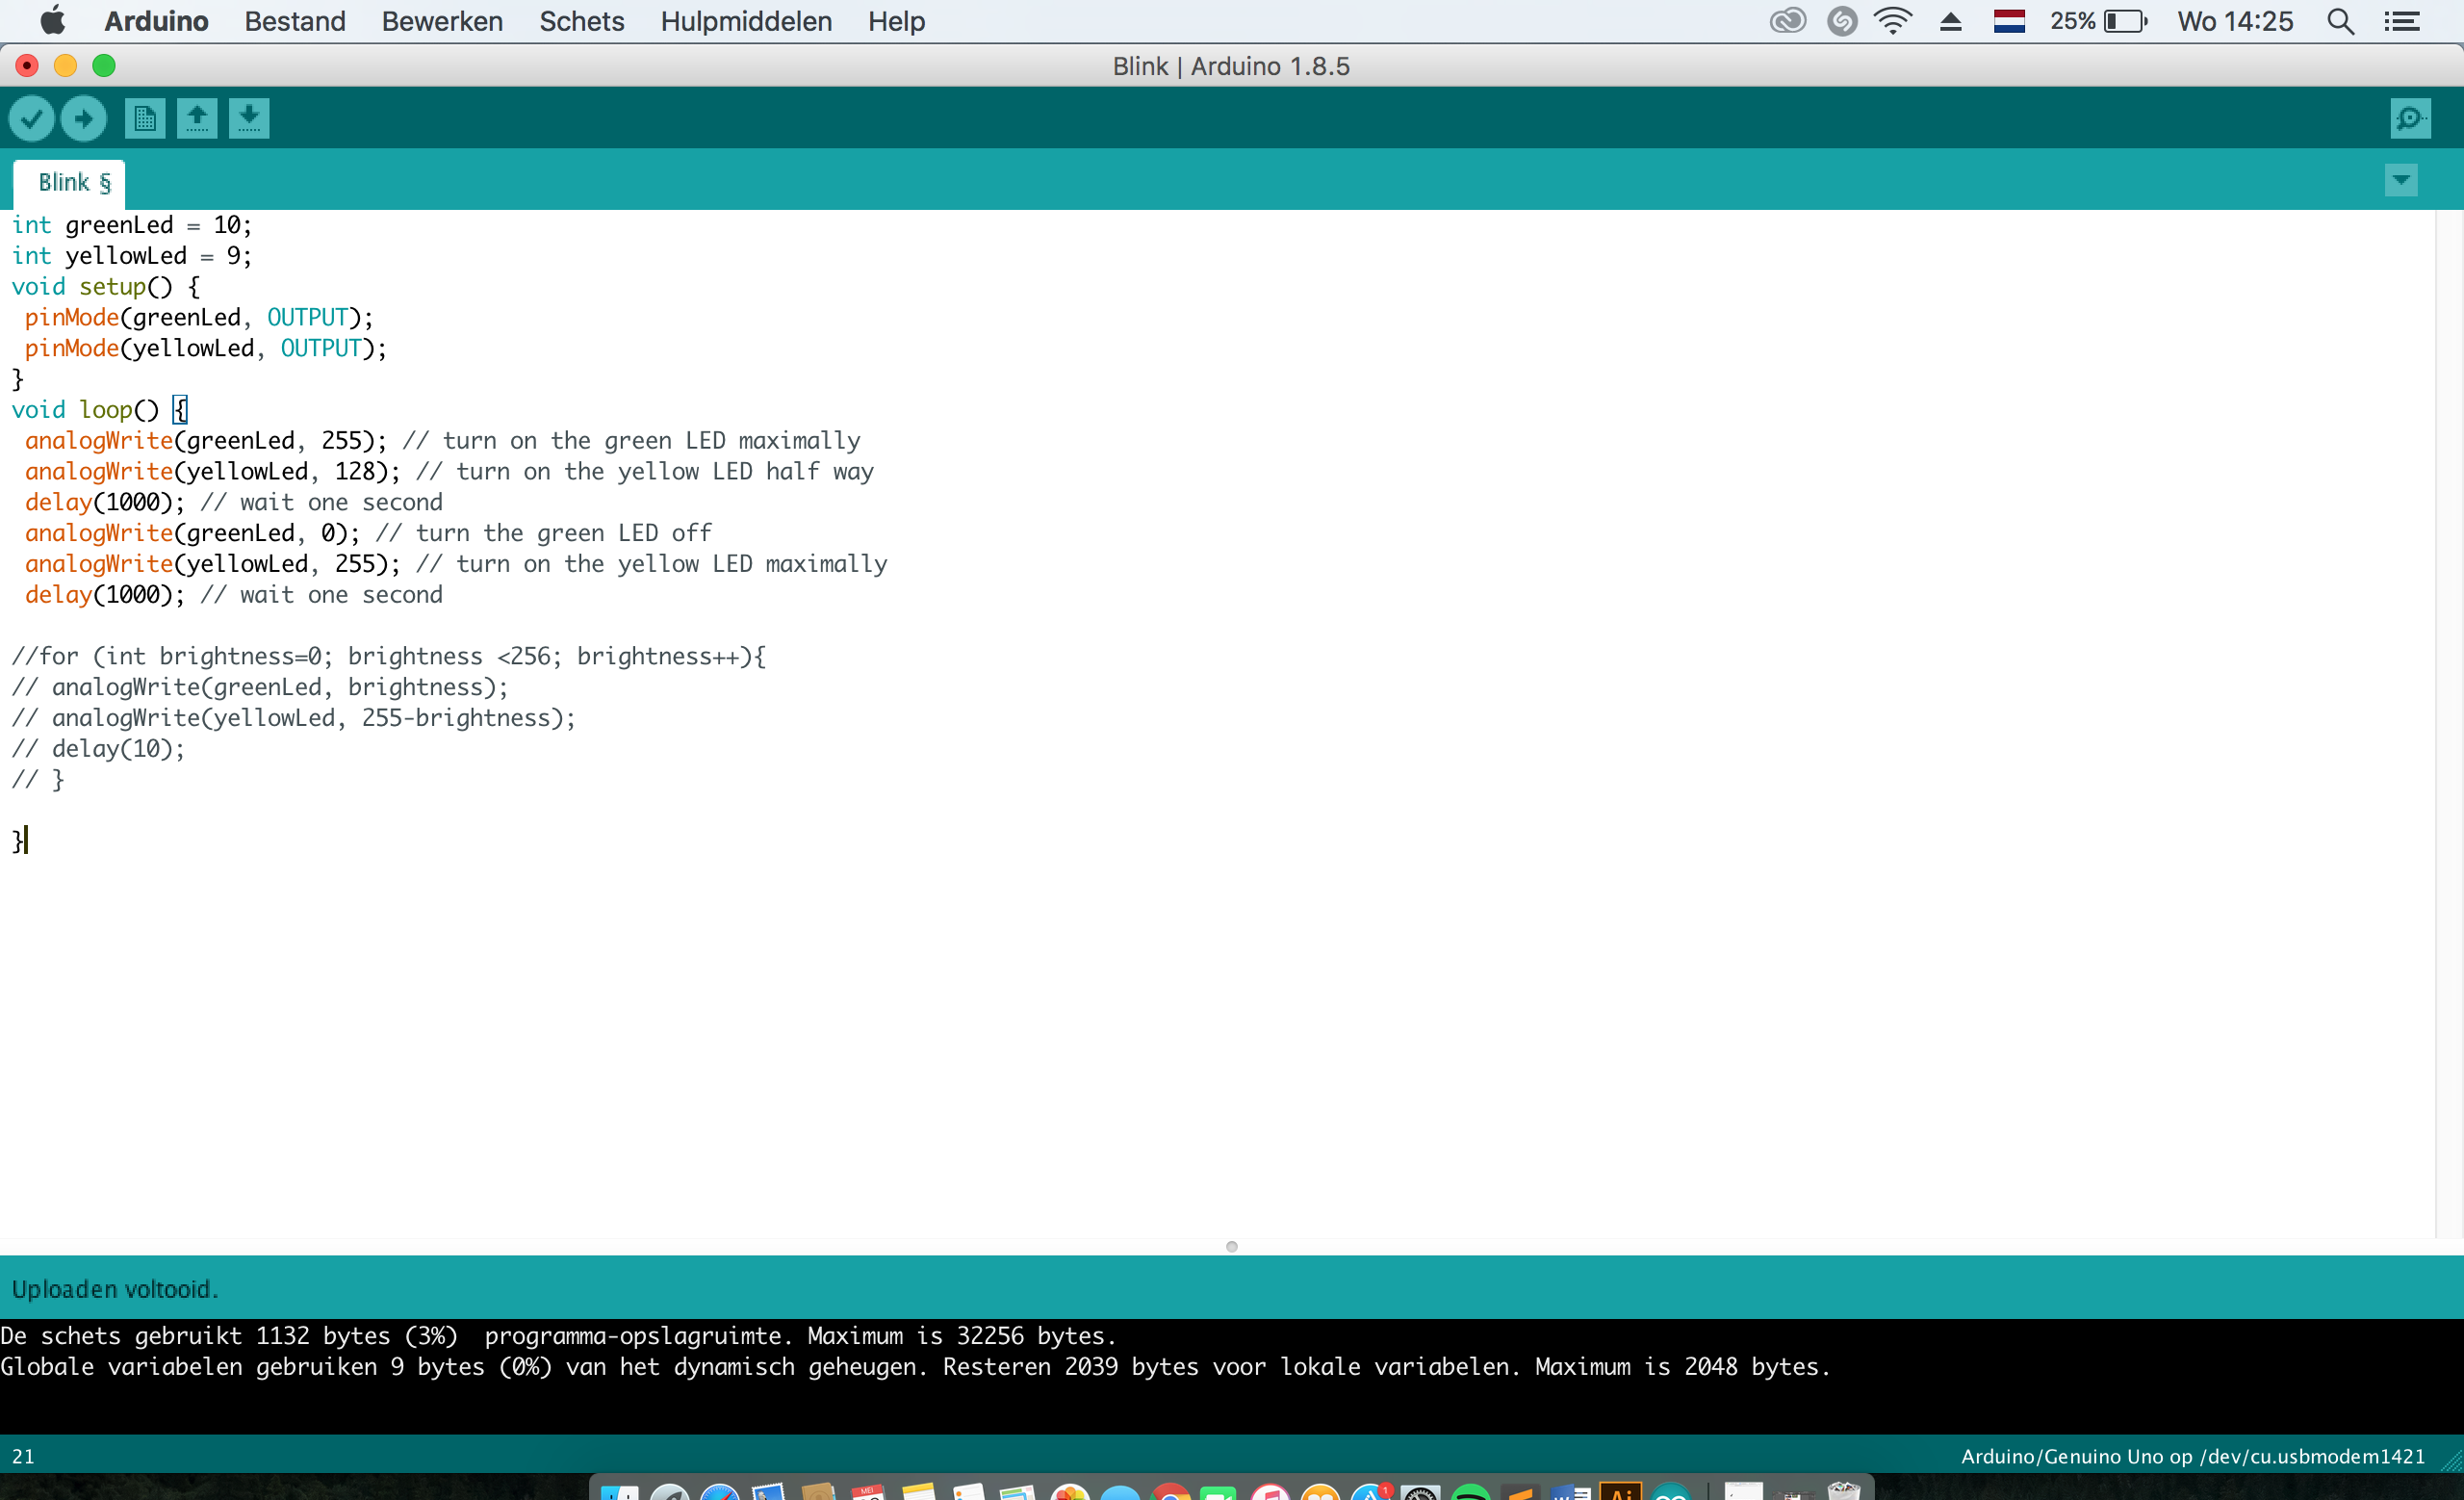 Arduino Bestand Bewerken Schets Hulpmiddelen Help 25% Wo 14:25
Blink | Arduino 1.8.5
Blink §
int greenLed = 10;
int yellowLed = 9;
void setup() {
 pinMode(greenLed, OUTPUT);
 pinMode(yellowLed, OUTPUT);
}
void loop() {
 analogWrite(greenLed, 255); // turn on the green LED maximally
 analogWrite(yellowLed, 128); // turn on the yellow LED half way
 delay(1000); // wait one second
 analogWrite(greenLed, 0); // turn the green LED off
 analogWrite(yellowLed, 255); // turn on the yellow LED maximally
 delay(1000); // wait one second
//for (int brightness=0; brightness <256; brightness++){
// analogWrite(greenLed, brightness);
// analogWrite(yellowLed, 255-brightness);
// delay(10);
// }
}
Uploaden voltooid.
De schets gebruikt 1132 bytes (3%)  programma-opslagruimte. Maximum is 32256 bytes.
Globale variabelen gebruiken 9 bytes (0%) van het dynamisch geheugen. Resteren 2039 bytes voor lokale variabelen. Maximum is 2048 bytes.
21 Arduino/Genuino Uno op /dev/cu.usbmodem1421
MEI 1